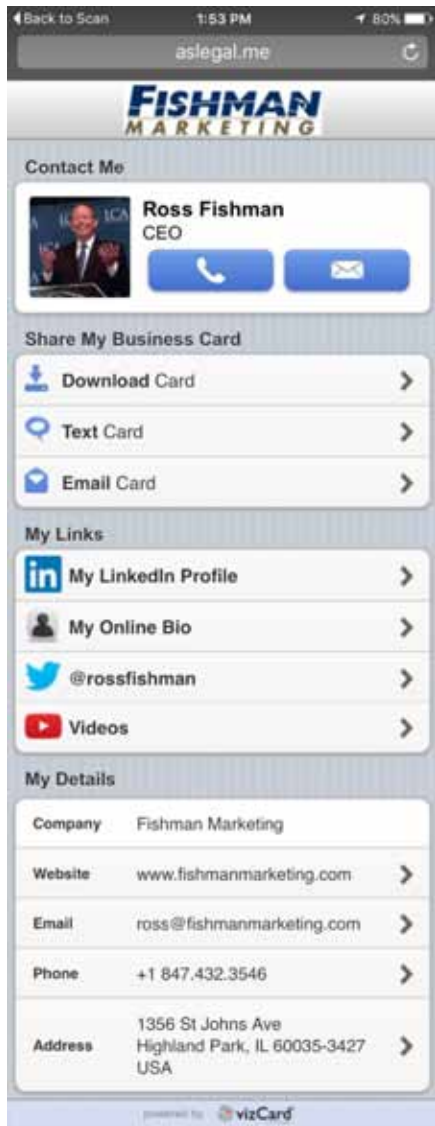 Back to Scan 1:53 PM 80%
aslegal.me
FISHMAN
MARKETING
Contact Me
Ross Fishman
CEO
Share My Business Card
Download Card
Text Card
Email Card
My Links
in My LinkedIn Profile
My Online Bio
@rossfishman
Videos
My Details
Company Fishman Marketing
Website www.fishmanmarketing.com
Email ross@fishmanmarketing.com
Phone +1 847.432.3546
Address 1356 St Johns Ave
Highland Park, IL 60035-3427
USA
powered by vizCard